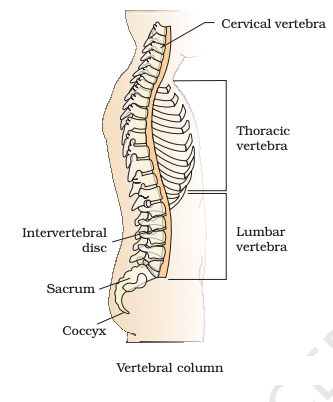 Cervical vertebra
Thoracic
vertebra
Intervertebral
disc
Lumbar
vertebra
Sacrum
Coccyx
Vertebral column